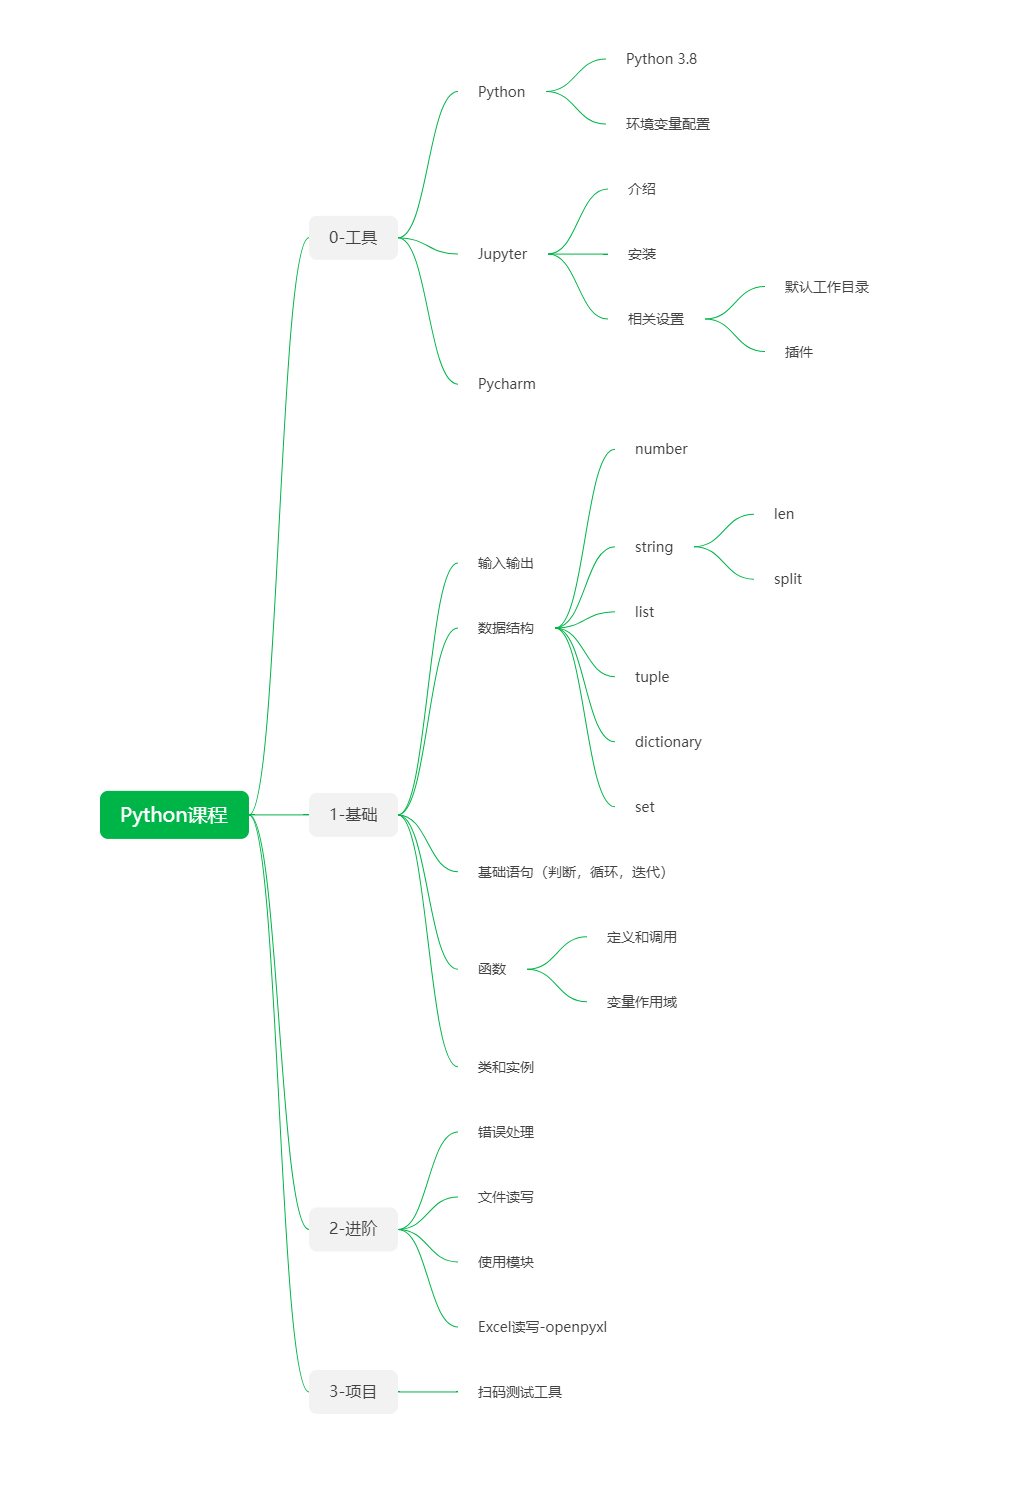 Python课程
0-工具
Python
Python 3.8
环境变量配置
Jupyter
介绍
安装
相关设置
默认工作目录
插件
Pycharm
1-基础
输入输出
数据结构
number
string
len
split
list
tuple
dictionary
set
基础语句（判断，循环，迭代）
函数
定义和调用
变量作用域
类和实例
2-进阶
错误处理
文件读写
使用模块
Excel读写-openpyxl
3-项目
扫码测试工具